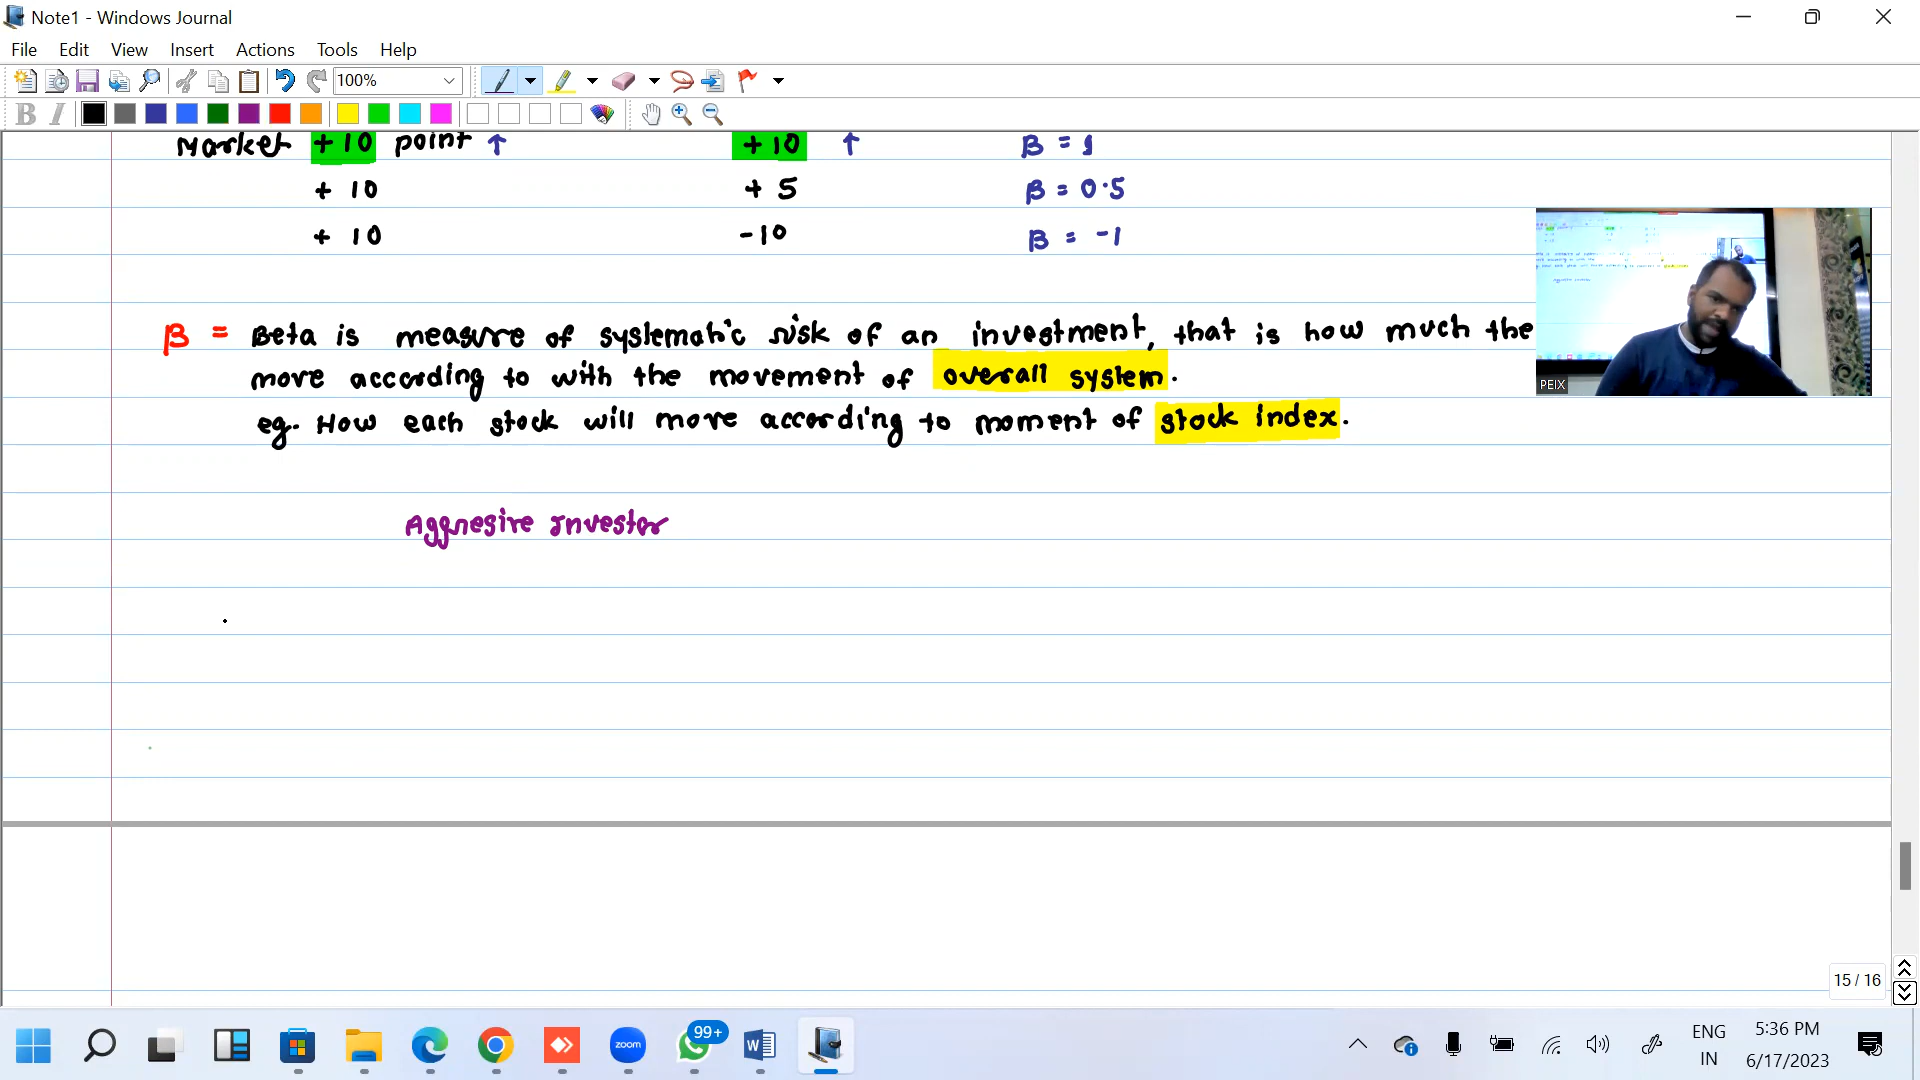 Note1 - Windows Journal
File Edit View Insert Actions Tools Help
100%
B I
Market +10 point ↑ +10 ↑ β = 1
+ 10 + 5 β = 0.5
+ 10 -10 β = -1
β = Beta is measure of systematic risk of an investment, that is how much the
move according to with the movement of overall system.
eg. How each stock will move according to moment of stock index.
Aggresive Investor
PEIX
15 / 16
99+
zoom
ENG
IN
5:36 PM
6/17/2023